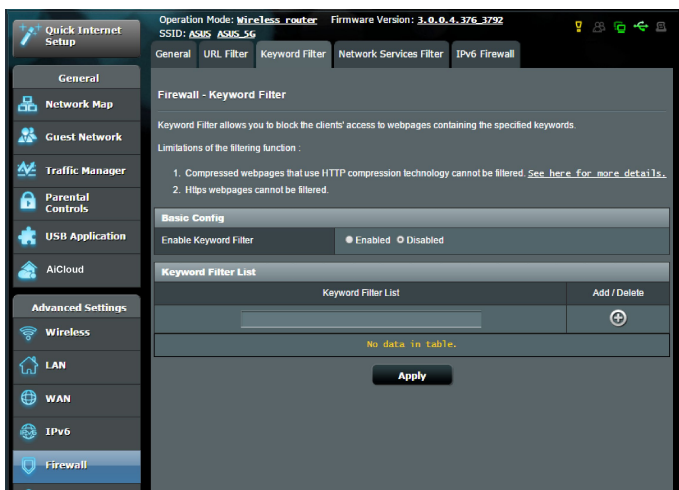 Quick Internet
Setup
Operation Mode: Wireless router Firmware Version: 3.0.0.4.376_3792
SSID: ASUS ASUS_5G
General URL Filter Keyword Filter Network Services Filter IPv6 Firewall
General
Network Map
Guest Network
Traffic Manager
Parental
Controls
USB Application
AiCloud
Advanced Settings
Wireless
LAN
WAN
IPv6
Firewall
Firewall - Keyword Filter
Keyword Filter allows you to block the clients' access to webpages containing the specified keywords.
Limitations of the filtering function :
1. Compressed webpages that use HTTP compression technology cannot be filtered. See here for more details.
2. Https webpages cannot be filtered.
Basic Config
Enable Keyword Filter Enabled Disabled
Keyword Filter List
Keyword Filter List Add / Delete
No data in table.
Apply